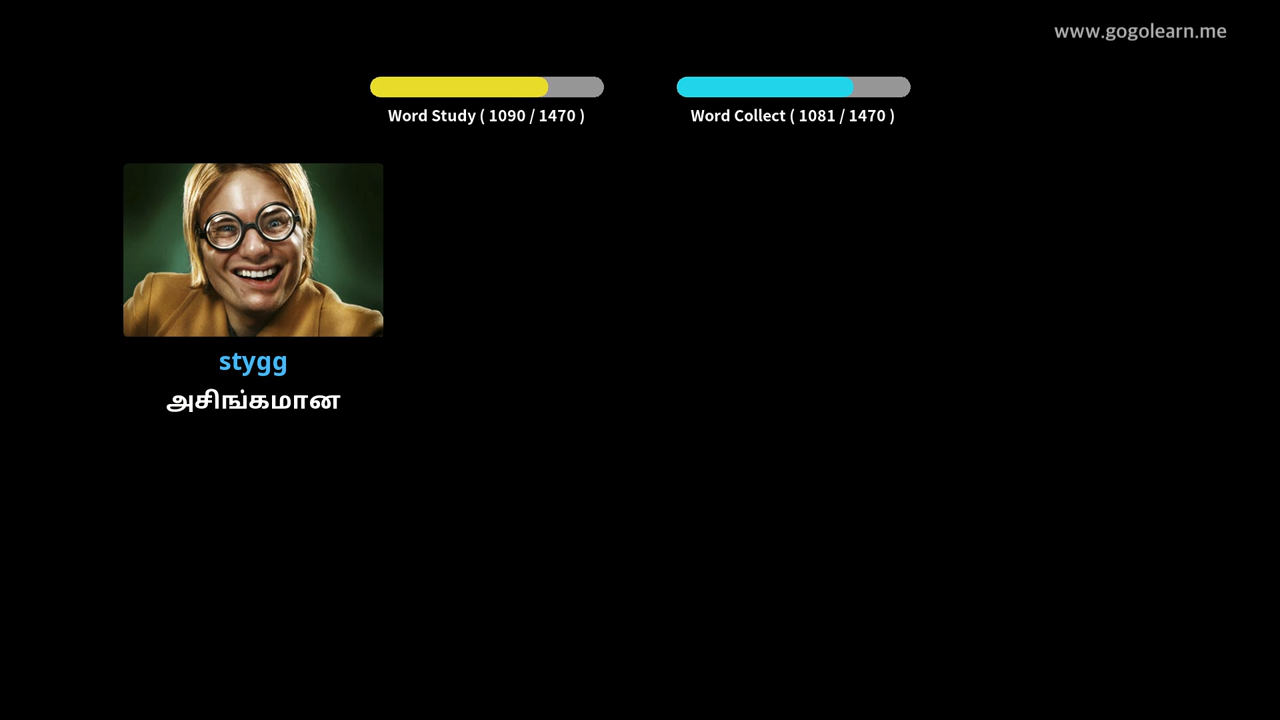 www.gogolearn.me
Word Study ( 1090 / 1470 )
Word Collect ( 1081 / 1470 )
stygg
அசிங்கமான